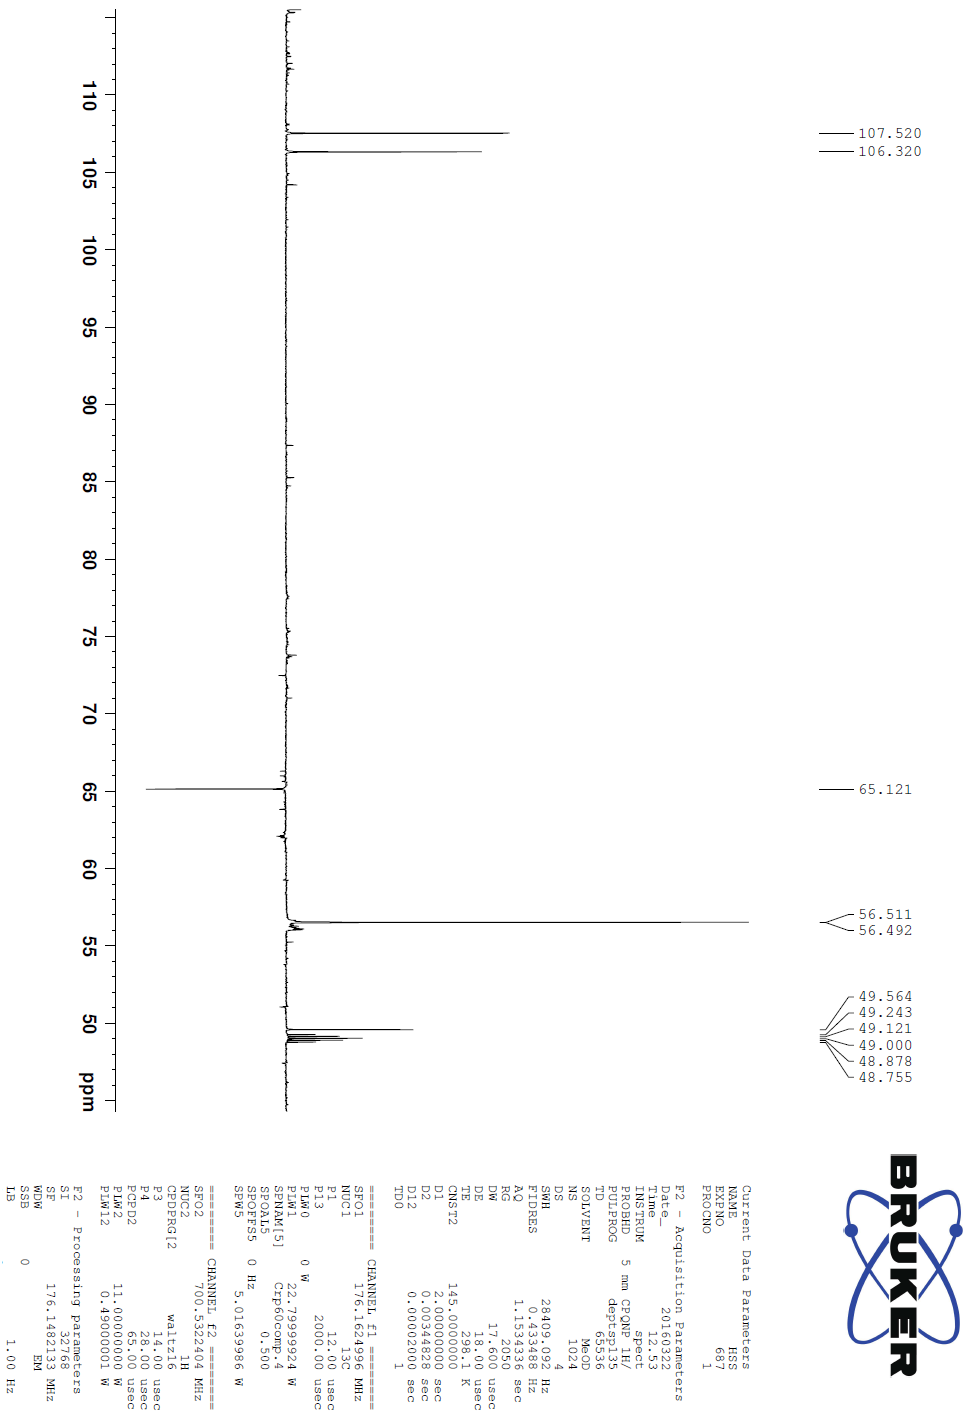 110
105
100
95
90
85
80
75
70
65
60
55
50
ppm
107.520
106.320
65.121
56.511
56.492
49.564
49.243
49.121
49.000
48.878
48.755
BRUKER
Current Data Parameters
NAME HSS
EXPNO 687
PROCNO 1
F2 - Acquisition Parameters
Date_ 20160322
Time 12.53
INSTRUM spect
PROBHD 5 mm CPQNP 1H/
PULPROG deptsp135
TD 65536
SOLVENT MeOD
NS 1024
DS 4
SWH 28409.092 Hz
FIDRES 0.433488 Hz
AQ 1.1534336 sec
RG 2050
DW 17.600 usec
DE 18.00 usec
TE 298.1 K
CNST2 145.0000000
D1 2.00000000 sec
D2 0.00344828 sec
D12 0.00002000 sec
TD0 1
======== CHANNEL f1 ========
SFO1 176.1624996 MHz
NUC1 13C
P1 12.00 usec
P13 2000.00 usec
PLW0 0 W
PLW1 22.79999924 W
SPNAM[5] Crp60comp.4
SPOAL5 0.500
SPOFFS5 0 Hz
SPW5 5.01639986 W
======== CHANNEL f2 ========
SFO2 700.5322404 MHz
NUC2 1H
CPDPRG[2 waltz16
P3 14.00 usec
P4 28.00 usec
PCPD2 65.00 usec
PLW2 11.00000000 W
PLW12 0.49000001 W
F2 - Processing parameters
SI 32768
SF 176.1482133 MHz
WDW EM
SSB 0
LB 1.00 Hz